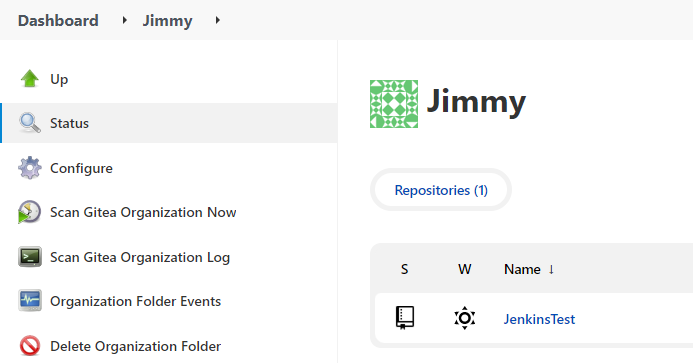 Dashboard Jimmy
Up
Status
Configure
Scan Gitea Organization Now
Scan Gitea Organization Log
Organization Folder Events
Delete Organization Folder
Jimmy
Repositories (1)
S W Name ↓
JenkinsTest